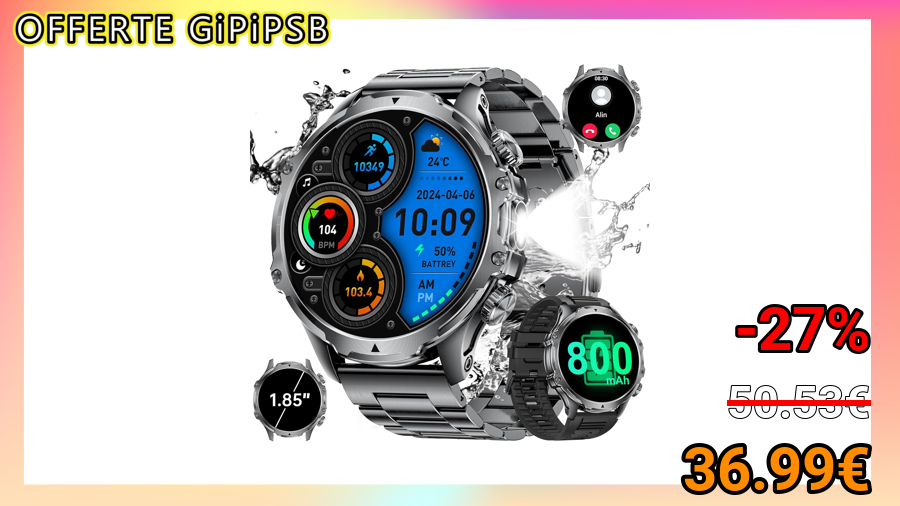 OFFERTE GiPiPSB
08:30
Alin
24°C
10349
2024-04-06
10:09
104
BPM
50%
BATTREY
103.4
AM
PM
800
mAh
1.85"
-27%
50.53€
36.99€